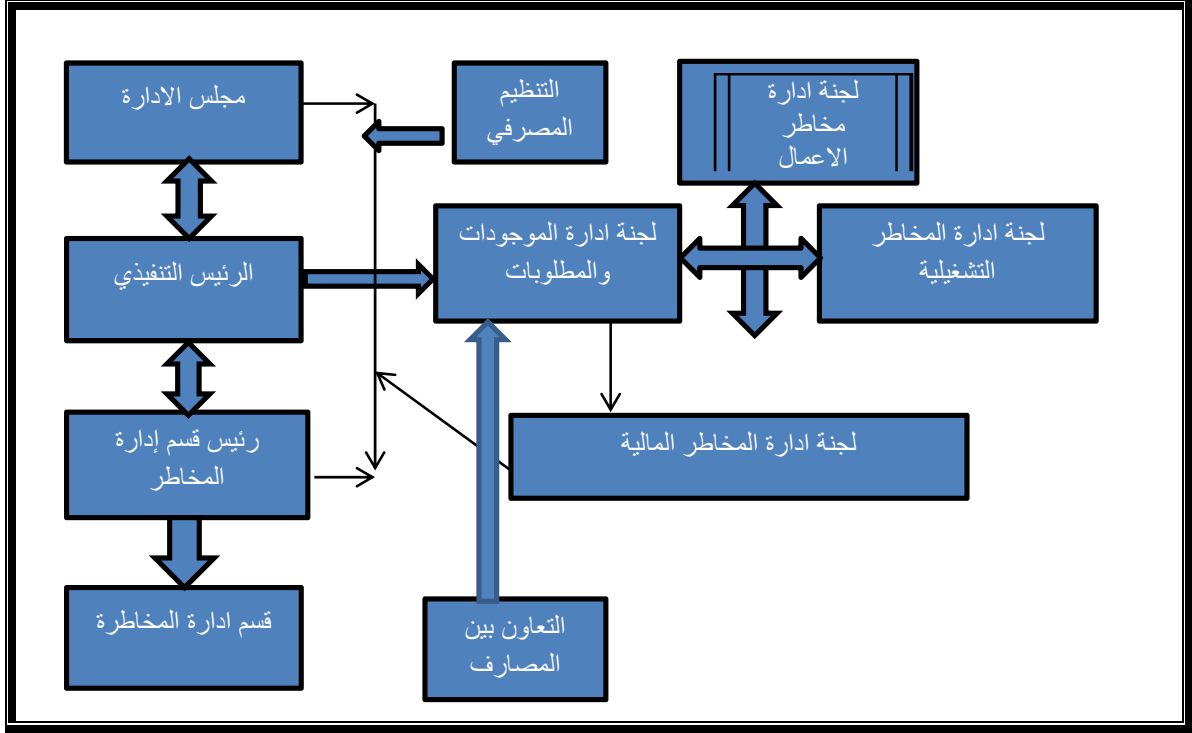 لجنة ادارة
مخاطر
الاعمال
التنظيم
المصرفي
مجلس الادارة
لجنة ادارة المخاطر
التشغيلية
لجنة ادارة الموجودات
والمطلوبات
الرئيس التنفيذي
لجنة ادارة المخاطر المالية
رئيس قسم إدارة
المخاطر
التعاون بين
المصارف
قسم ادارة المخاطرة